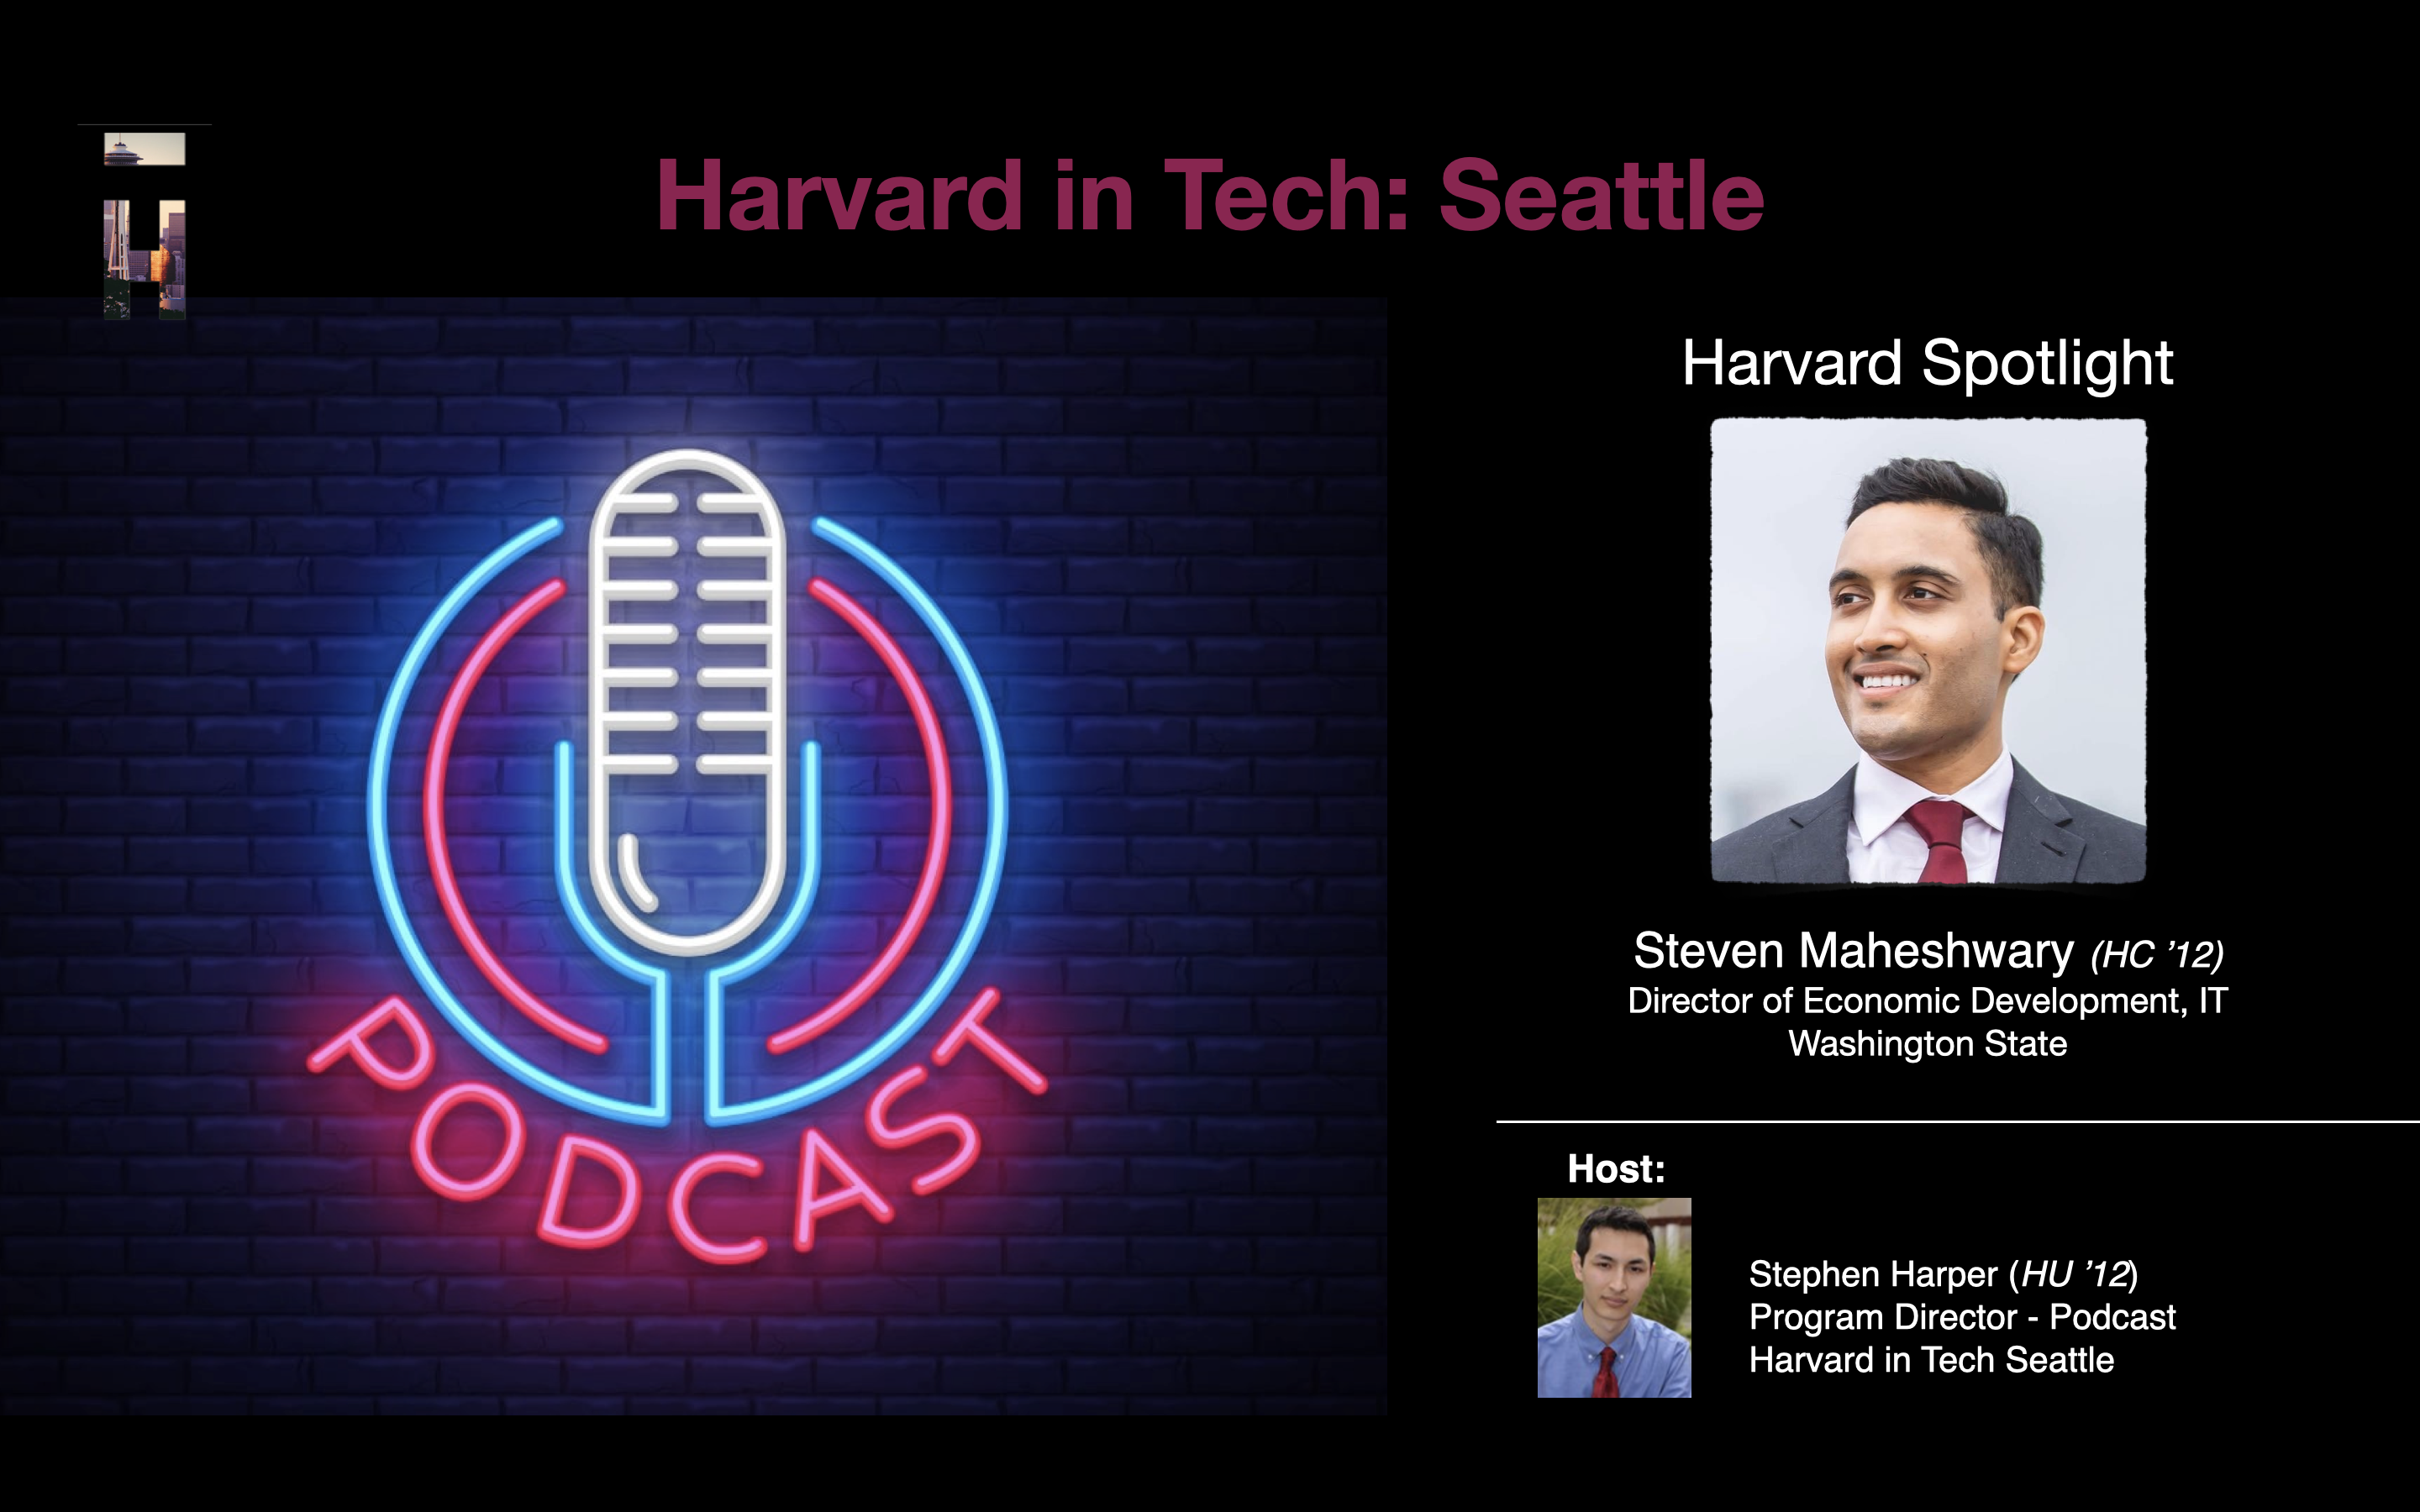 Harvard in Tech: Seattle
PODCAST
Harvard Spotlight
Steven Maheshwary (HC ’12)
Director of Economic Development, IT
Washington State
Host:
Stephen Harper (HU ’12)
Program Director - Podcast
Harvard in Tech Seattle